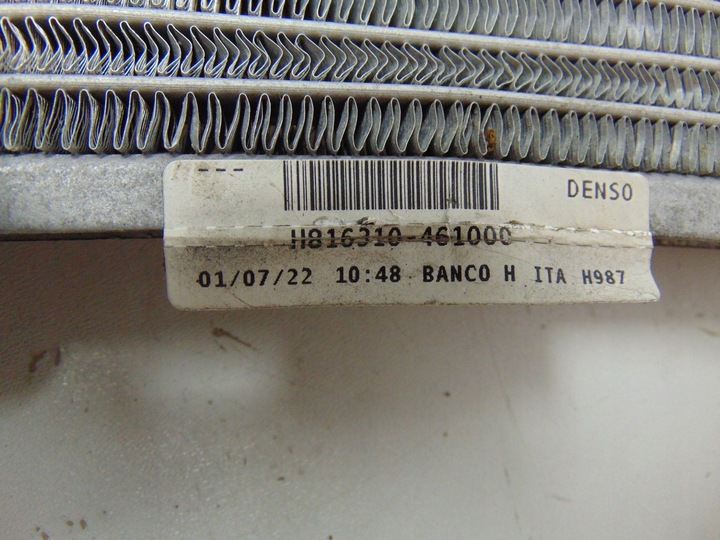 ---
DENSO
H816310-461000
01/07/22 10:48 BANCO H ITA H987